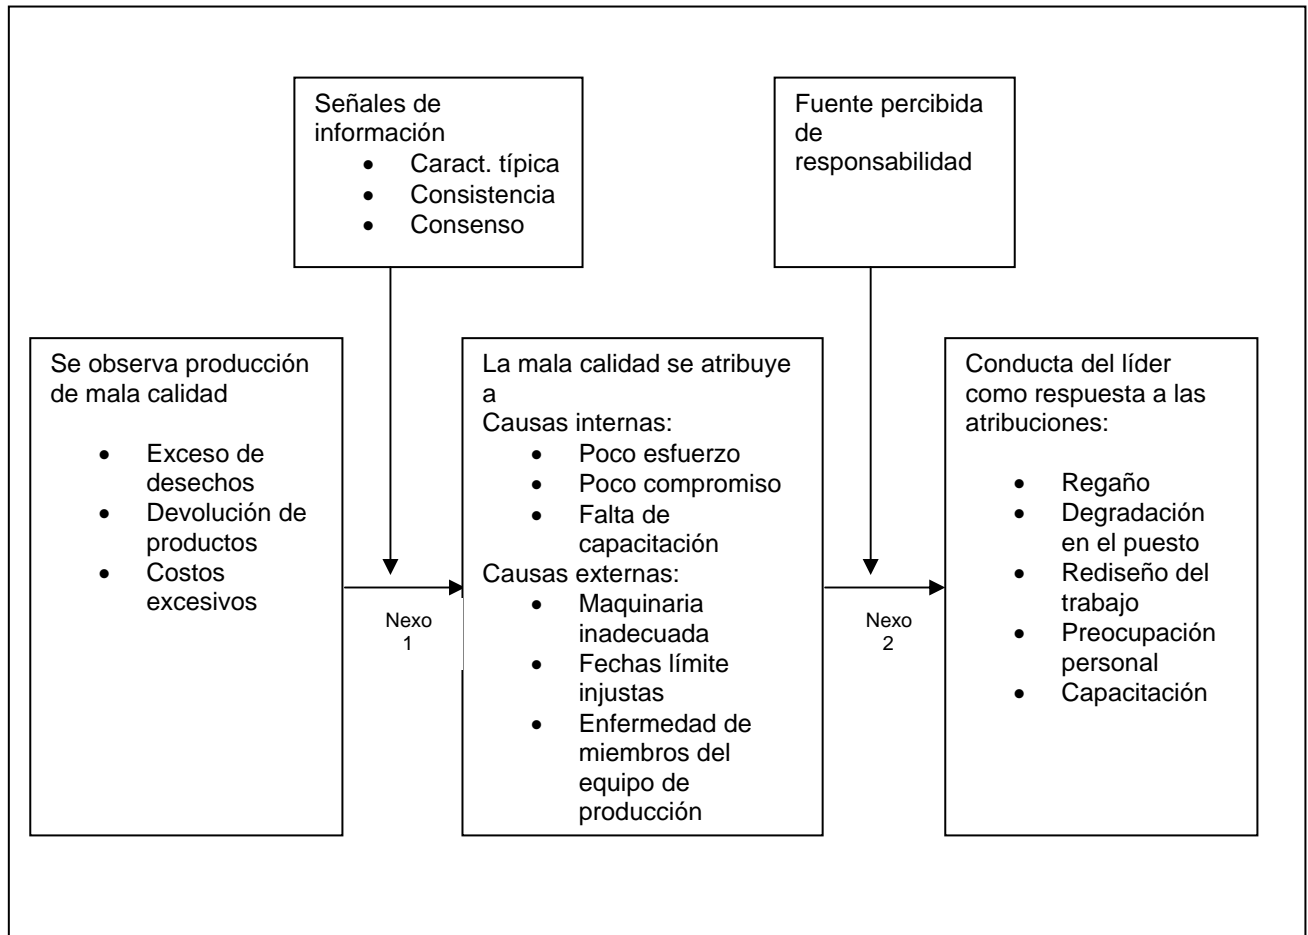 Señales de
información
• Caract. típica
• Consistencia
• Consenso
Fuente percibida
de
responsabilidad
Se observa producción
de mala calidad
• Exceso de
desechos
• Devolución de
productos
• Costos
excesivos
Nexo
1
La mala calidad se atribuye
a
Causas internas:
• Poco esfuerzo
• Poco compromiso
• Falta de
capacitación
Causas externas:
• Maquinaria
inadecuada
• Fechas límite
injustas
• Enfermedad de
miembros del
equipo de
producción
Nexo
2
Conducta del líder
como respuesta a las
atribuciones:
• Regaño
• Degradación
en el puesto
• Rediseño del
trabajo
• Preocupación
personal
• Capacitación